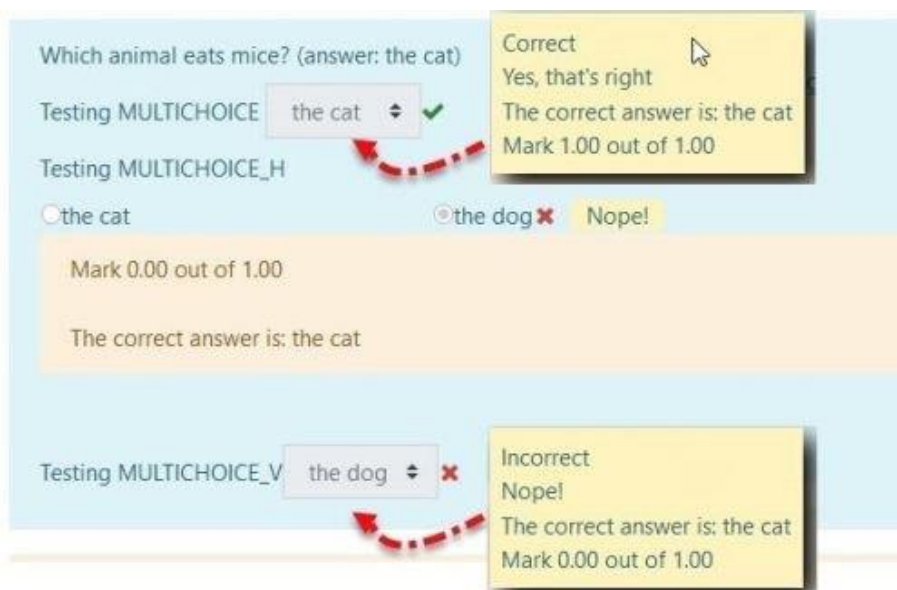 Which animal eats mice? (answer: the cat)
Correct
Yes, that's right
The correct answer is: the cat
Mark 1.00 out of 1.00
Testing MULTICHOICE the cat
Testing MULTICHOICE_H
the cat the dog Nope!
Mark 0.00 out of 1.00
The correct answer is: the cat
Testing MULTICHOICE_V the dog
Incorrect
Nope!
The correct answer is: the cat
Mark 0.00 out of 1.00